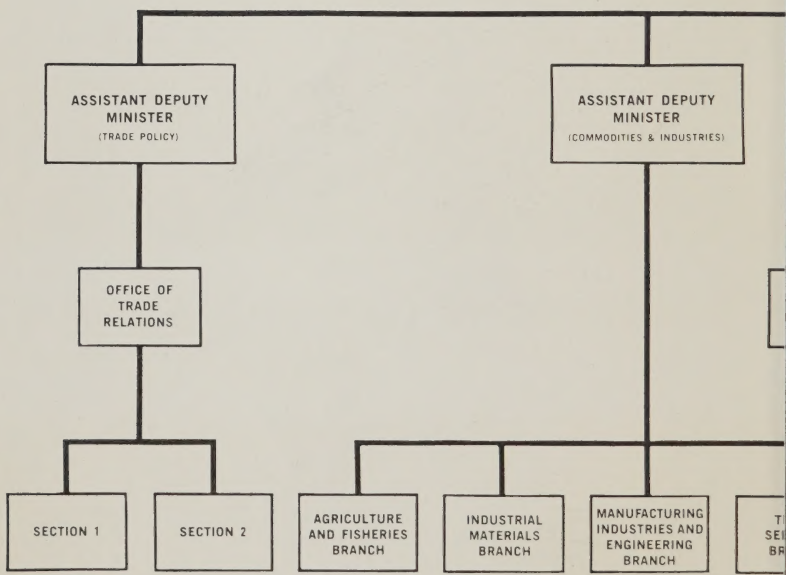 ASSISTANT DEPUTY
MINISTER
(TRADE POLICY)
ASSISTANT DEPUTY
MINISTER
(COMMODITIES & INDUSTRIES)
OFFICE OF
TRADE
RELATIONS
SECTION 1
SECTION 2
AGRICULTURE
AND FISHERIES
BRANCH
INDUSTRIAL
MATERIALS
BRANCH
MANUFACTURING
INDUSTRIES AND
ENGINEERING
BRANCH